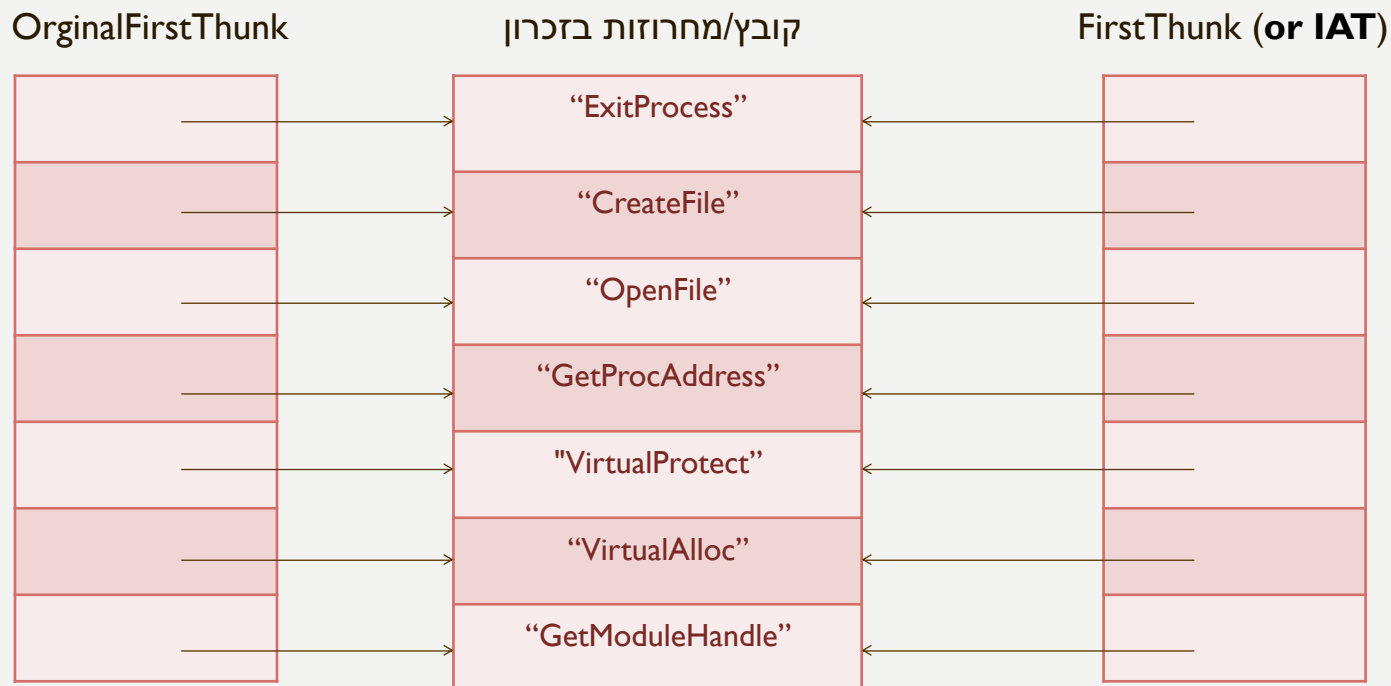 OrginalFirstThunk
קובץ/מחרוזות בזכרון
FirstThunk (or IAT)
“ExitProcess”
“CreateFile”
“OpenFile”
“GetProcAddress”
"VirtualProtect”
“VirtualAlloc”
“GetModuleHandle”